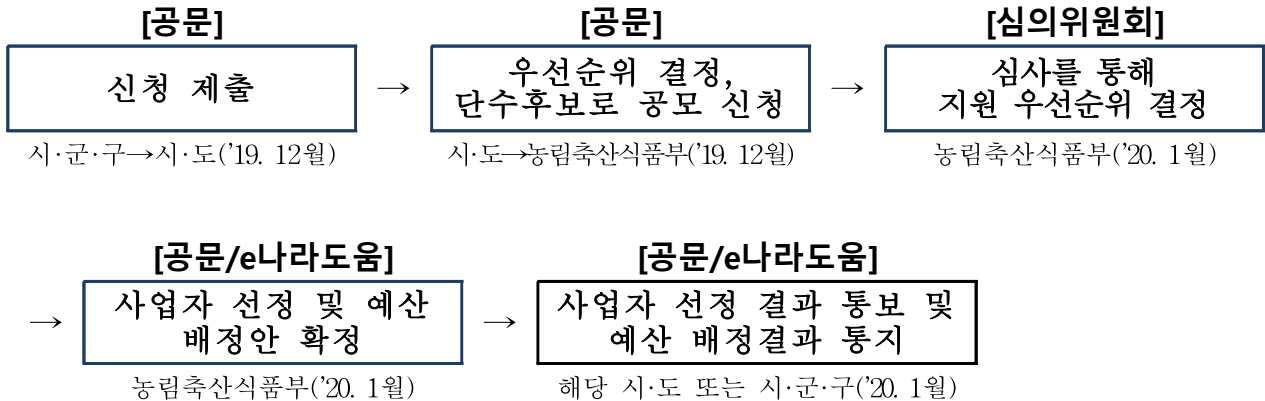 [공문] [공문] [심의위원회]
신청 제출 → 우선순위 결정, 단수후보로 공모 신청 → 심사를 통해 지원 우선순위 결정
시·군·구→시·도('19. 12월) 시·도→농림축산식품부('19. 12월) 농림축산식품부('20. 1월)
[공문/e나라도움] [공문/e나라도움]
→ 사업자 선정 및 예산 배정안 확정 → 사업자 선정 결과 통보 및 예산 배정결과 통지
농림축산식품부('20. 1월) 해당 시·도 또는 시·군·구('20. 1월)